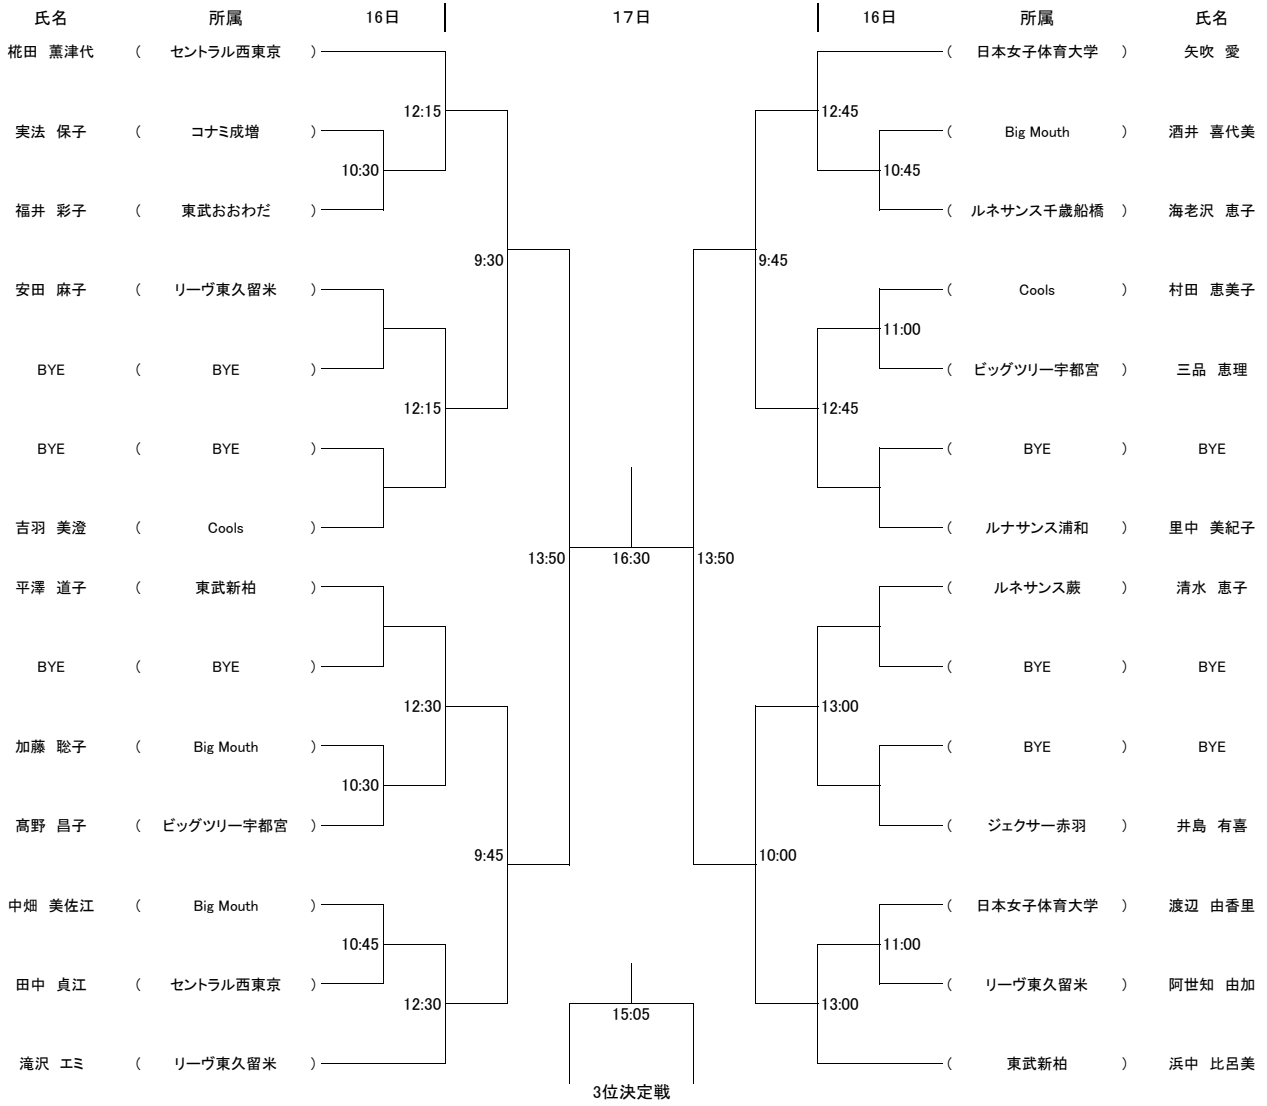 氏名 所属 16日 17日 16日 所属 氏名
椛田 薫津代 ( セントラル西東京 ) ( 日本女子体育大学 ) 矢吹 愛
12:15 12:45
実法 保子 ( コナミ成増 ) ( Big Mouth ) 酒井 喜代美
10:30 10:45
福井 彩子 ( 東武おおわだ ) ( ルネサンス千歳船橋 ) 海老沢 恵子
9:30 9:45
安田 麻子 ( リーヴ東久留米 ) ( Cools ) 村田 恵美子
11:00
BYE ( BYE ) ( ビッグツリー宇都宮 ) 三品 恵理
12:15 12:45
BYE ( BYE ) ( BYE ) BYE
吉羽 美澄 ( Cools ) ( ルナサンス浦和 ) 里中 美紀子
13:50 16:30 13:50
平澤 道子 ( 東武新柏 ) ( ルネサンス蕨 ) 清水 恵子
BYE ( BYE ) ( BYE ) BYE
12:30 13:00
加藤 聡子 ( Big Mouth ) ( BYE ) BYE
10:30
髙野 昌子 ( ビッグツリー宇都宮 ) ( ジェクサー赤羽 ) 井島 有喜
9:45 10:00
中畑 美佐江 ( Big Mouth ) ( 日本女子体育大学 ) 渡辺 由香里
10:45 11:00
田中 貞江 ( セントラル西東京 ) ( リーヴ東久留米 ) 阿世知 由加
12:30 13:00
15:05
滝沢 エミ ( リーヴ東久留米 ) ( 東武新柏 ) 浜中 比呂美
3位決定戦